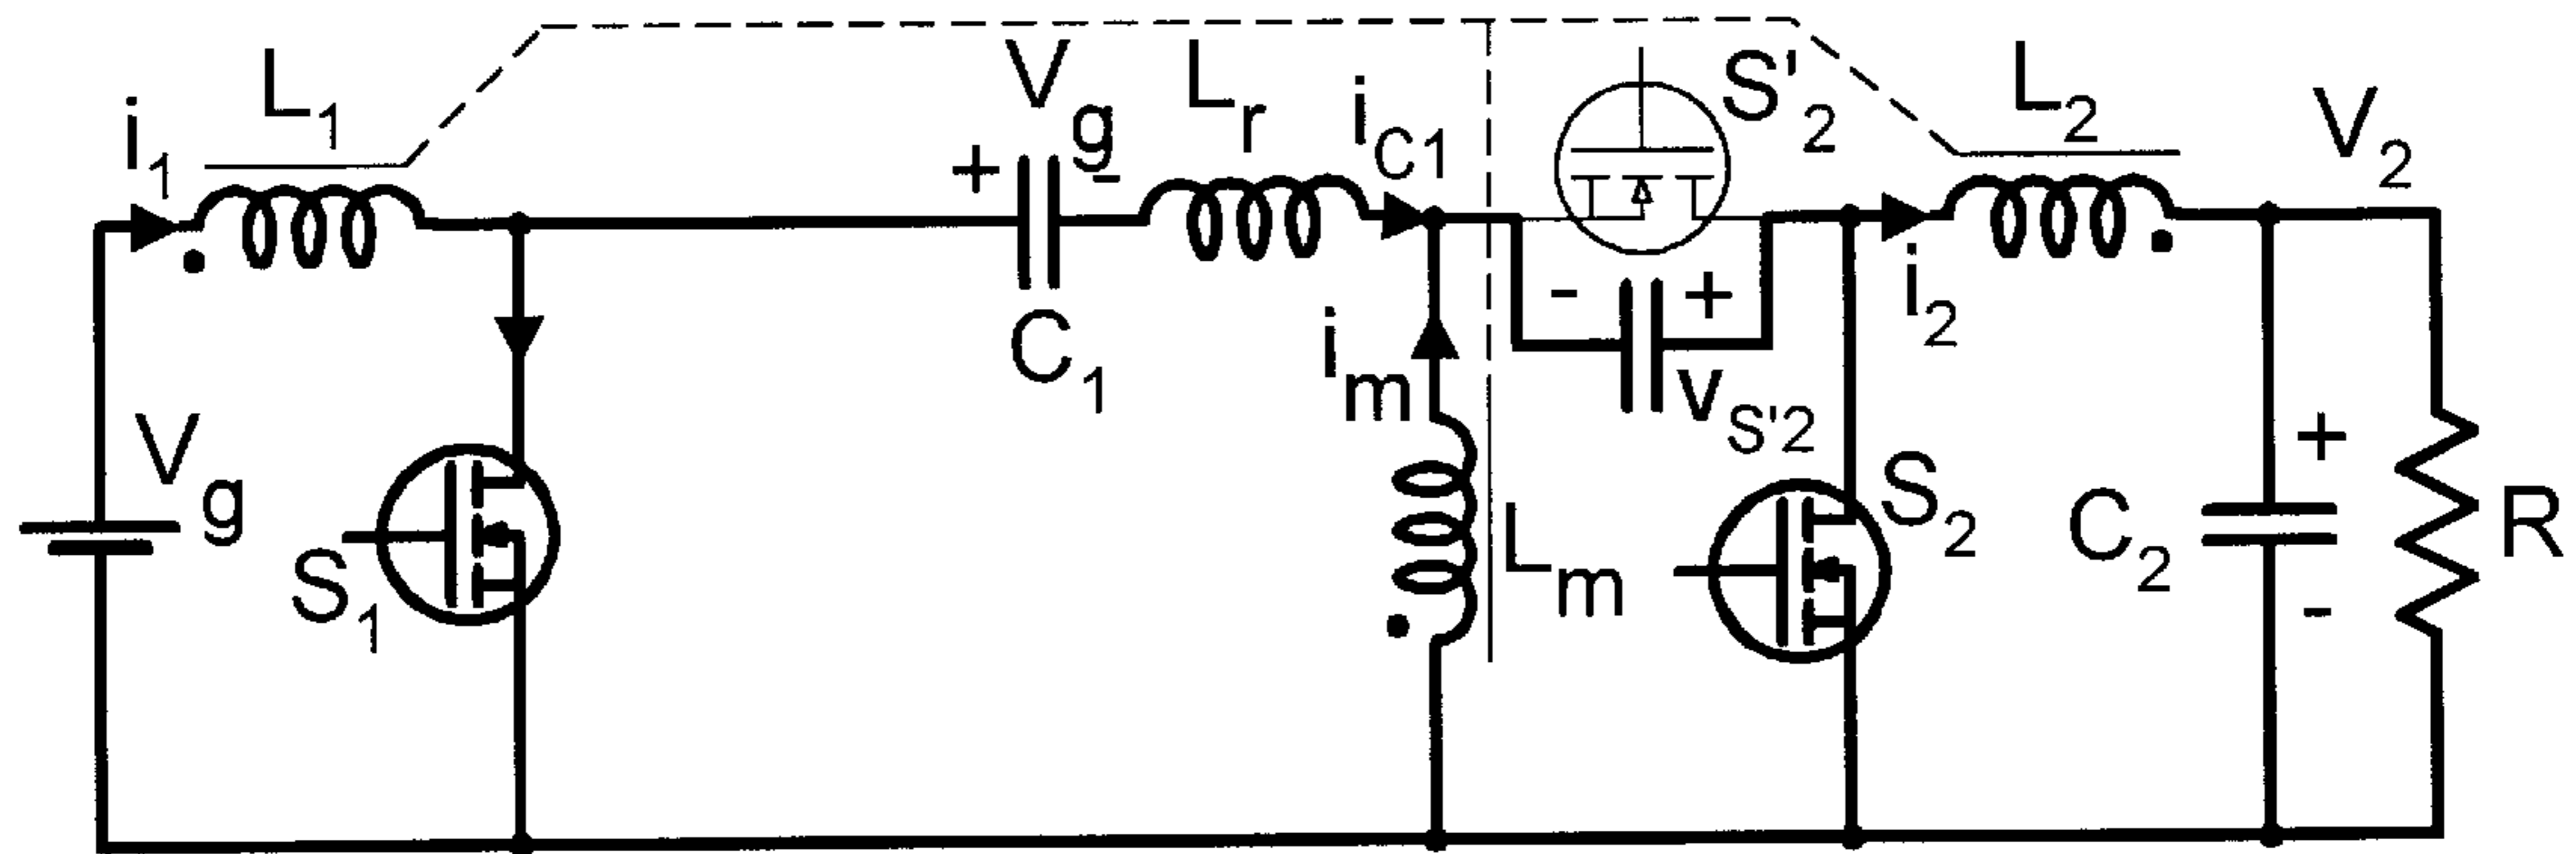 i1
L1
Vg
+
-
Lr
iC1
S'2
L2
V2
C1
im
-
+
vS'2
i2
Vg
S1
Lm
S2
C2
+
-
R